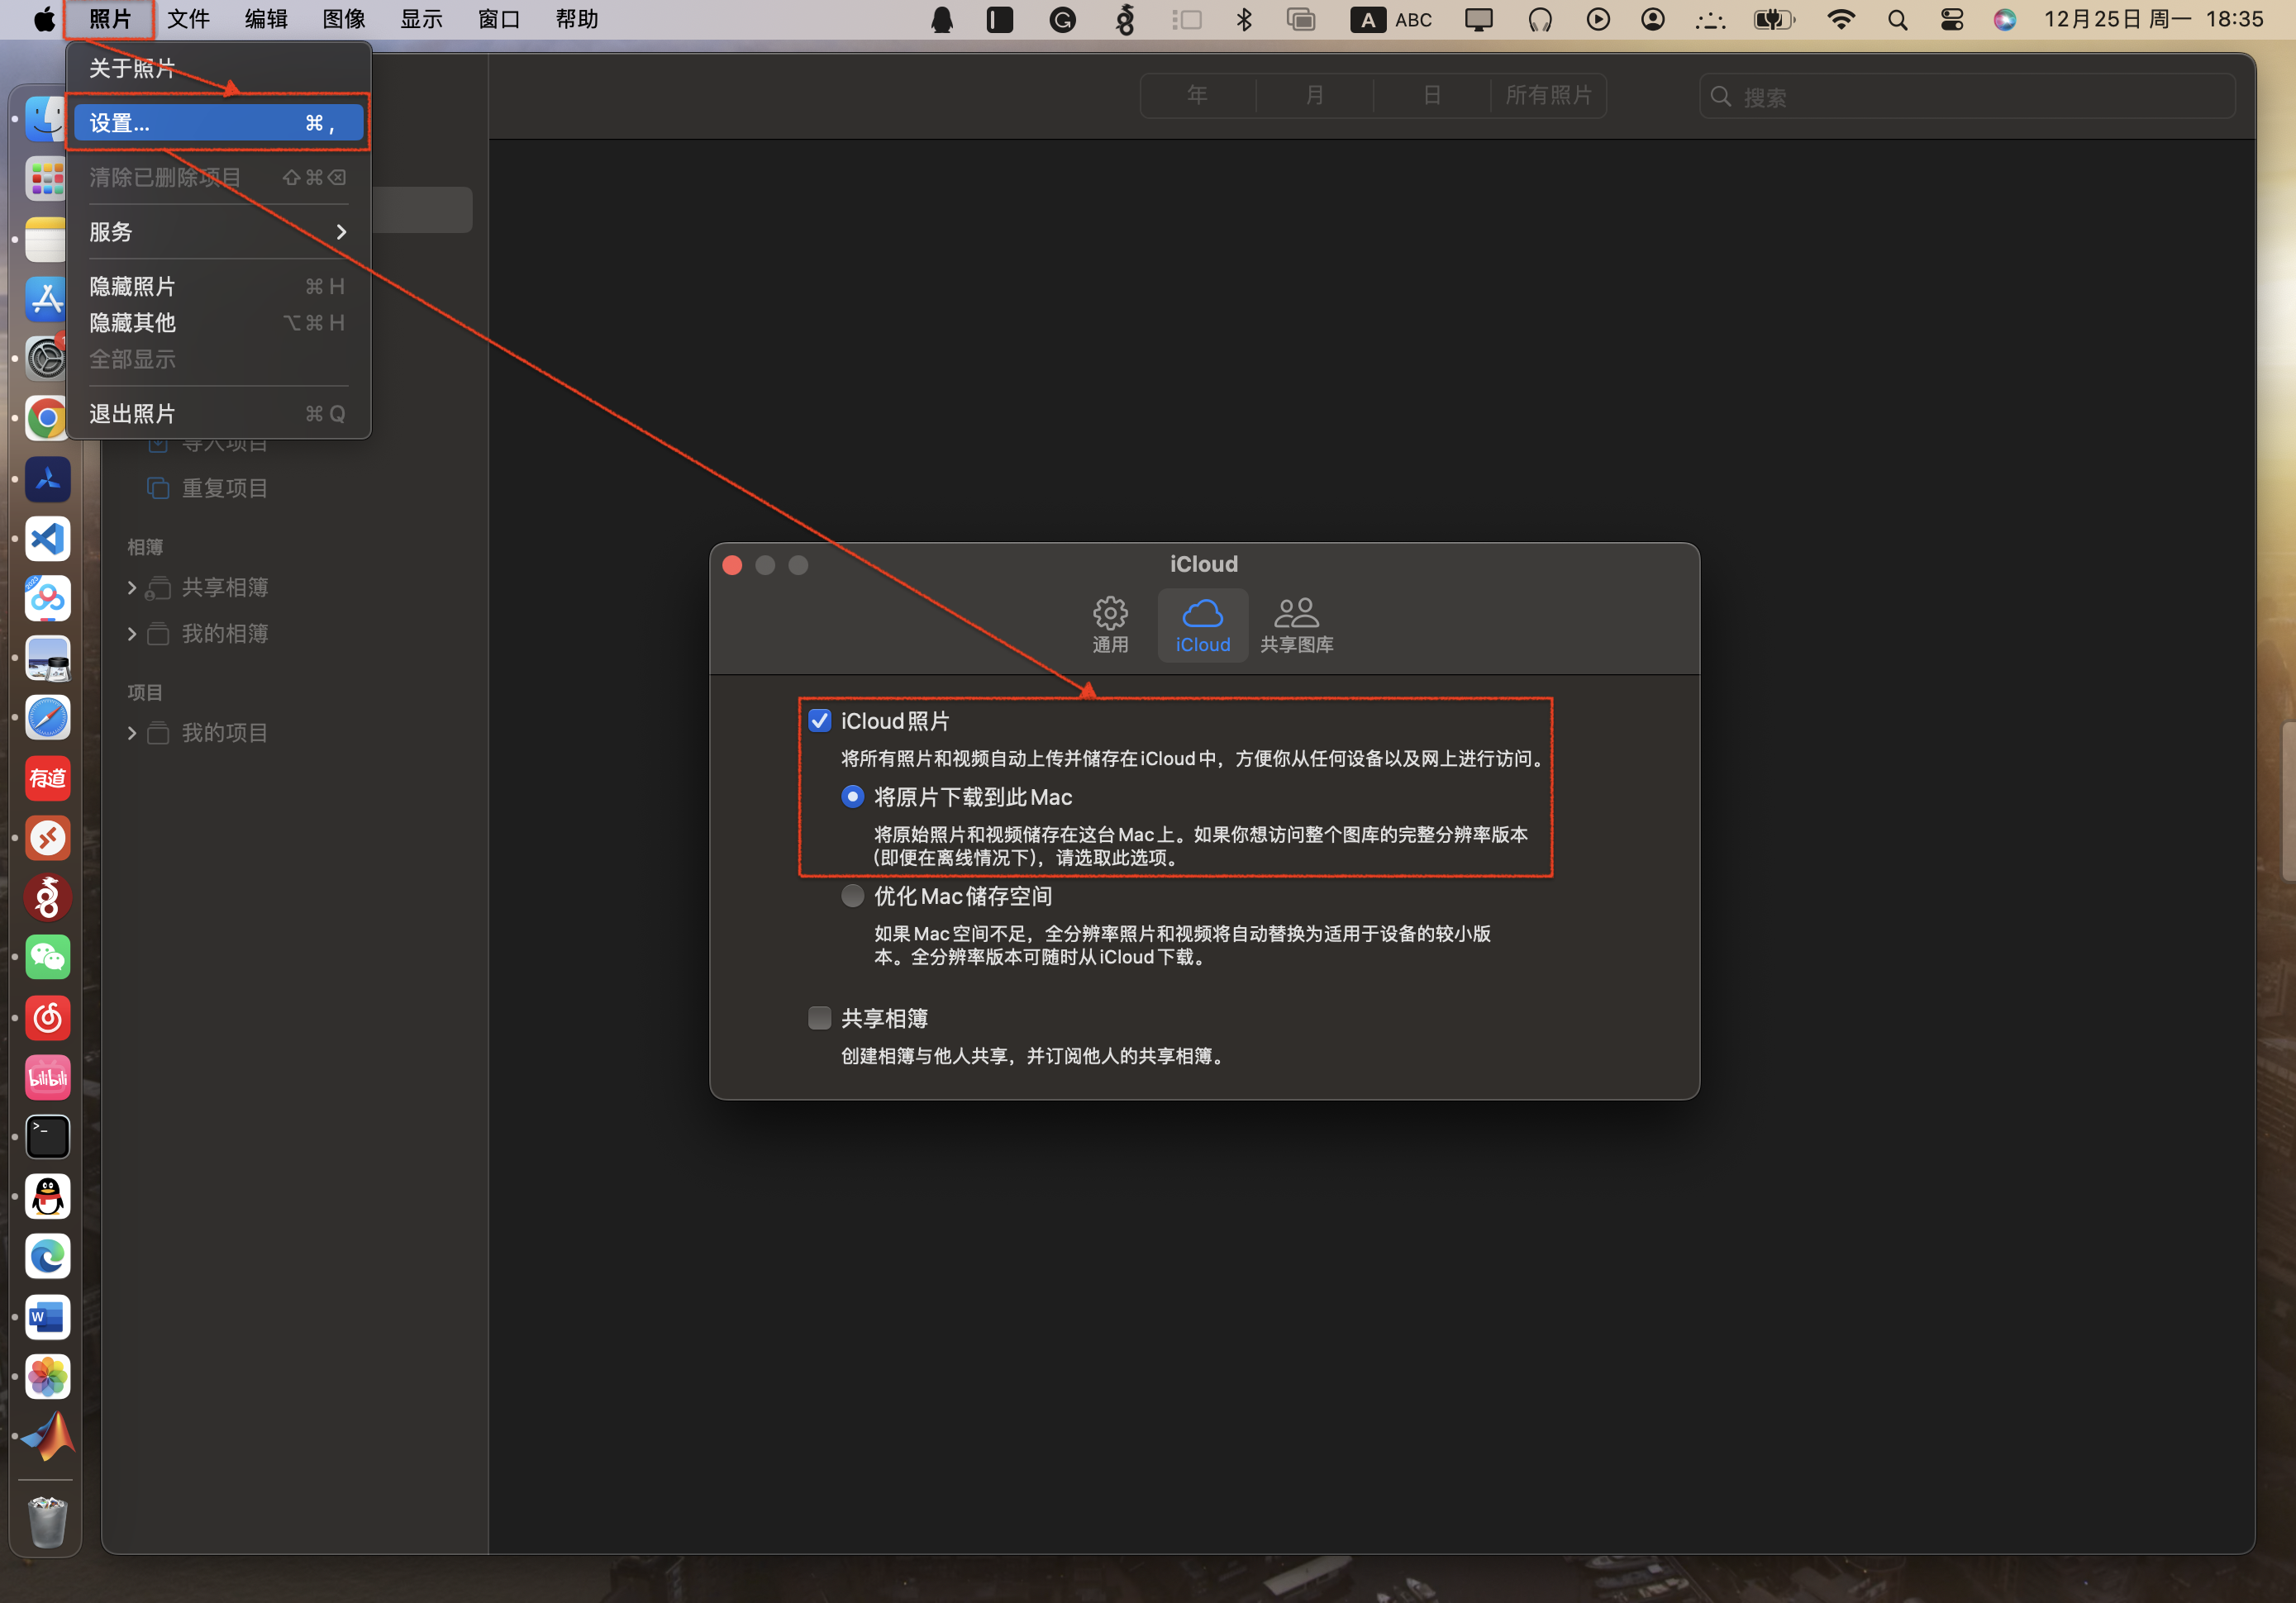 照片 文件 编辑 图像 显示 窗口 帮助
A ABC
12月25日 周一 18:35
关于照片
设置... ⌘ ,
清除已删除项目 ⇧⌘⌫
服务
隐藏照片 ⌘ H
隐藏其他 ⌥⌘ H
全部显示
退出照片 ⌘ Q
年 月 日 所有照片
搜索
导入项目
重复项目
相簿
共享相簿
我的相簿
项目
我的项目
有道
bilibili
iCloud
通用
iCloud
共享图库
iCloud照片
将所有照片和视频自动上传并储存在iCloud中，方便你从任何设备以及网上进行访问。
将原片下载到此Mac
将原始照片和视频储存在这台Mac上。如果你想访问整个图库的完整分辨率版本
（即便在离线情况下），请选取此选项。
优化Mac储存空间
如果Mac空间不足，全分辨率照片和视频将自动替换为适用于设备的较小版
本。全分辨率版本可随时从iCloud下载。
共享相簿
创建相簿与他人共享，并订阅他人的共享相簿。